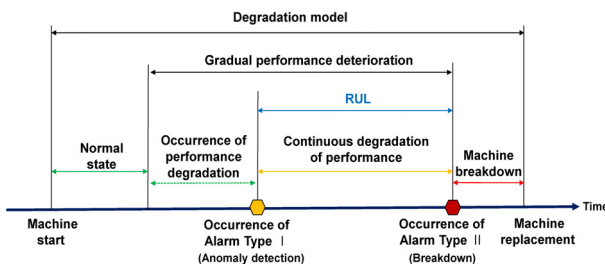 Degradation model
Gradual performance deterioration
RUL
Normal
state
Occurrence of
performance
degradation
Continuous degradation
of performance
Machine
breakdown
Time
Machine
start
Occurrence of
Alarm Type Ⅰ
(Anomaly detection)
Occurrence of
Alarm Type Ⅱ
(Breakdown)
Machine
replacement